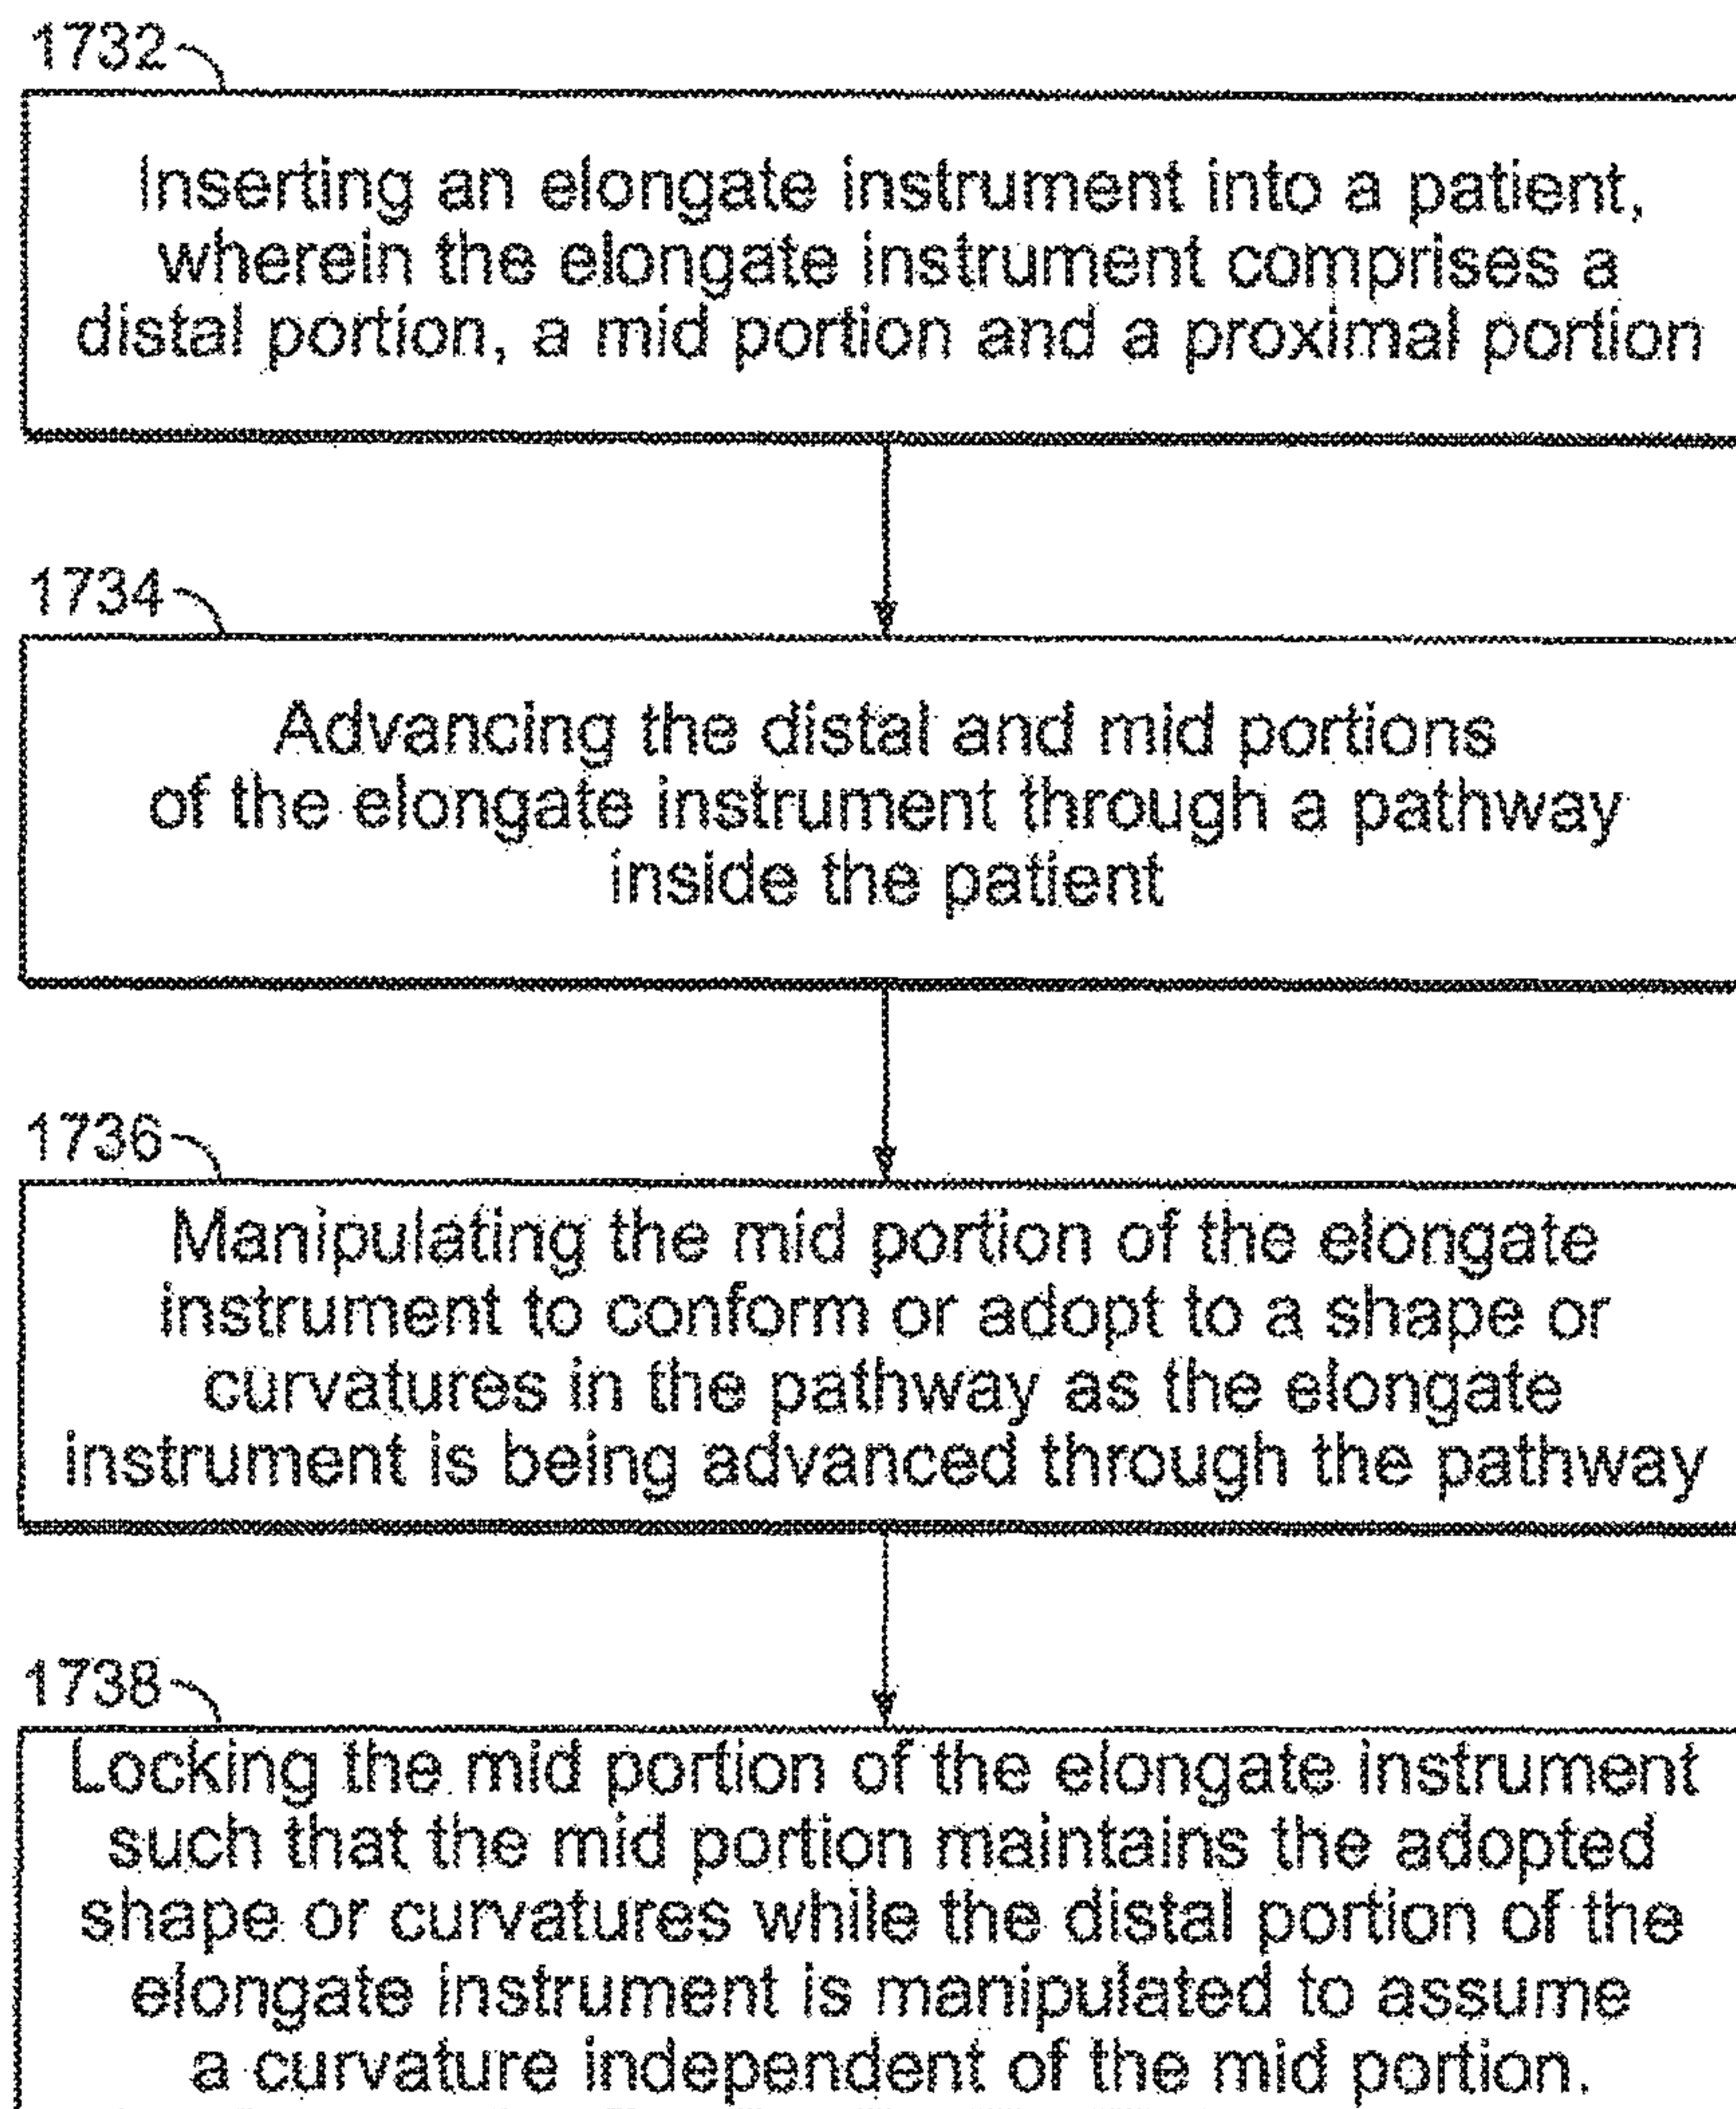 1732
Inserting an elongate instrument into a patient,
wherein the elongate instrument comprises a
distal portion, a mid portion and a proximal portion
1734
Advancing the distal and mid portions
of the elongate instrument through a pathway
inside the patient
1736
Manipulating the mid portion of the elongate
instrument to conform or adopt to a shape or
curvatures in the pathway as the elongate
instrument is being advanced through the pathway
1738
Locking the mid portion of the elongate instrument
such that the mid portion maintains the adopted
shape or curvatures while the distal portion of the
elongate instrument is manipulated to assume
a curvature independent of the mid portion.